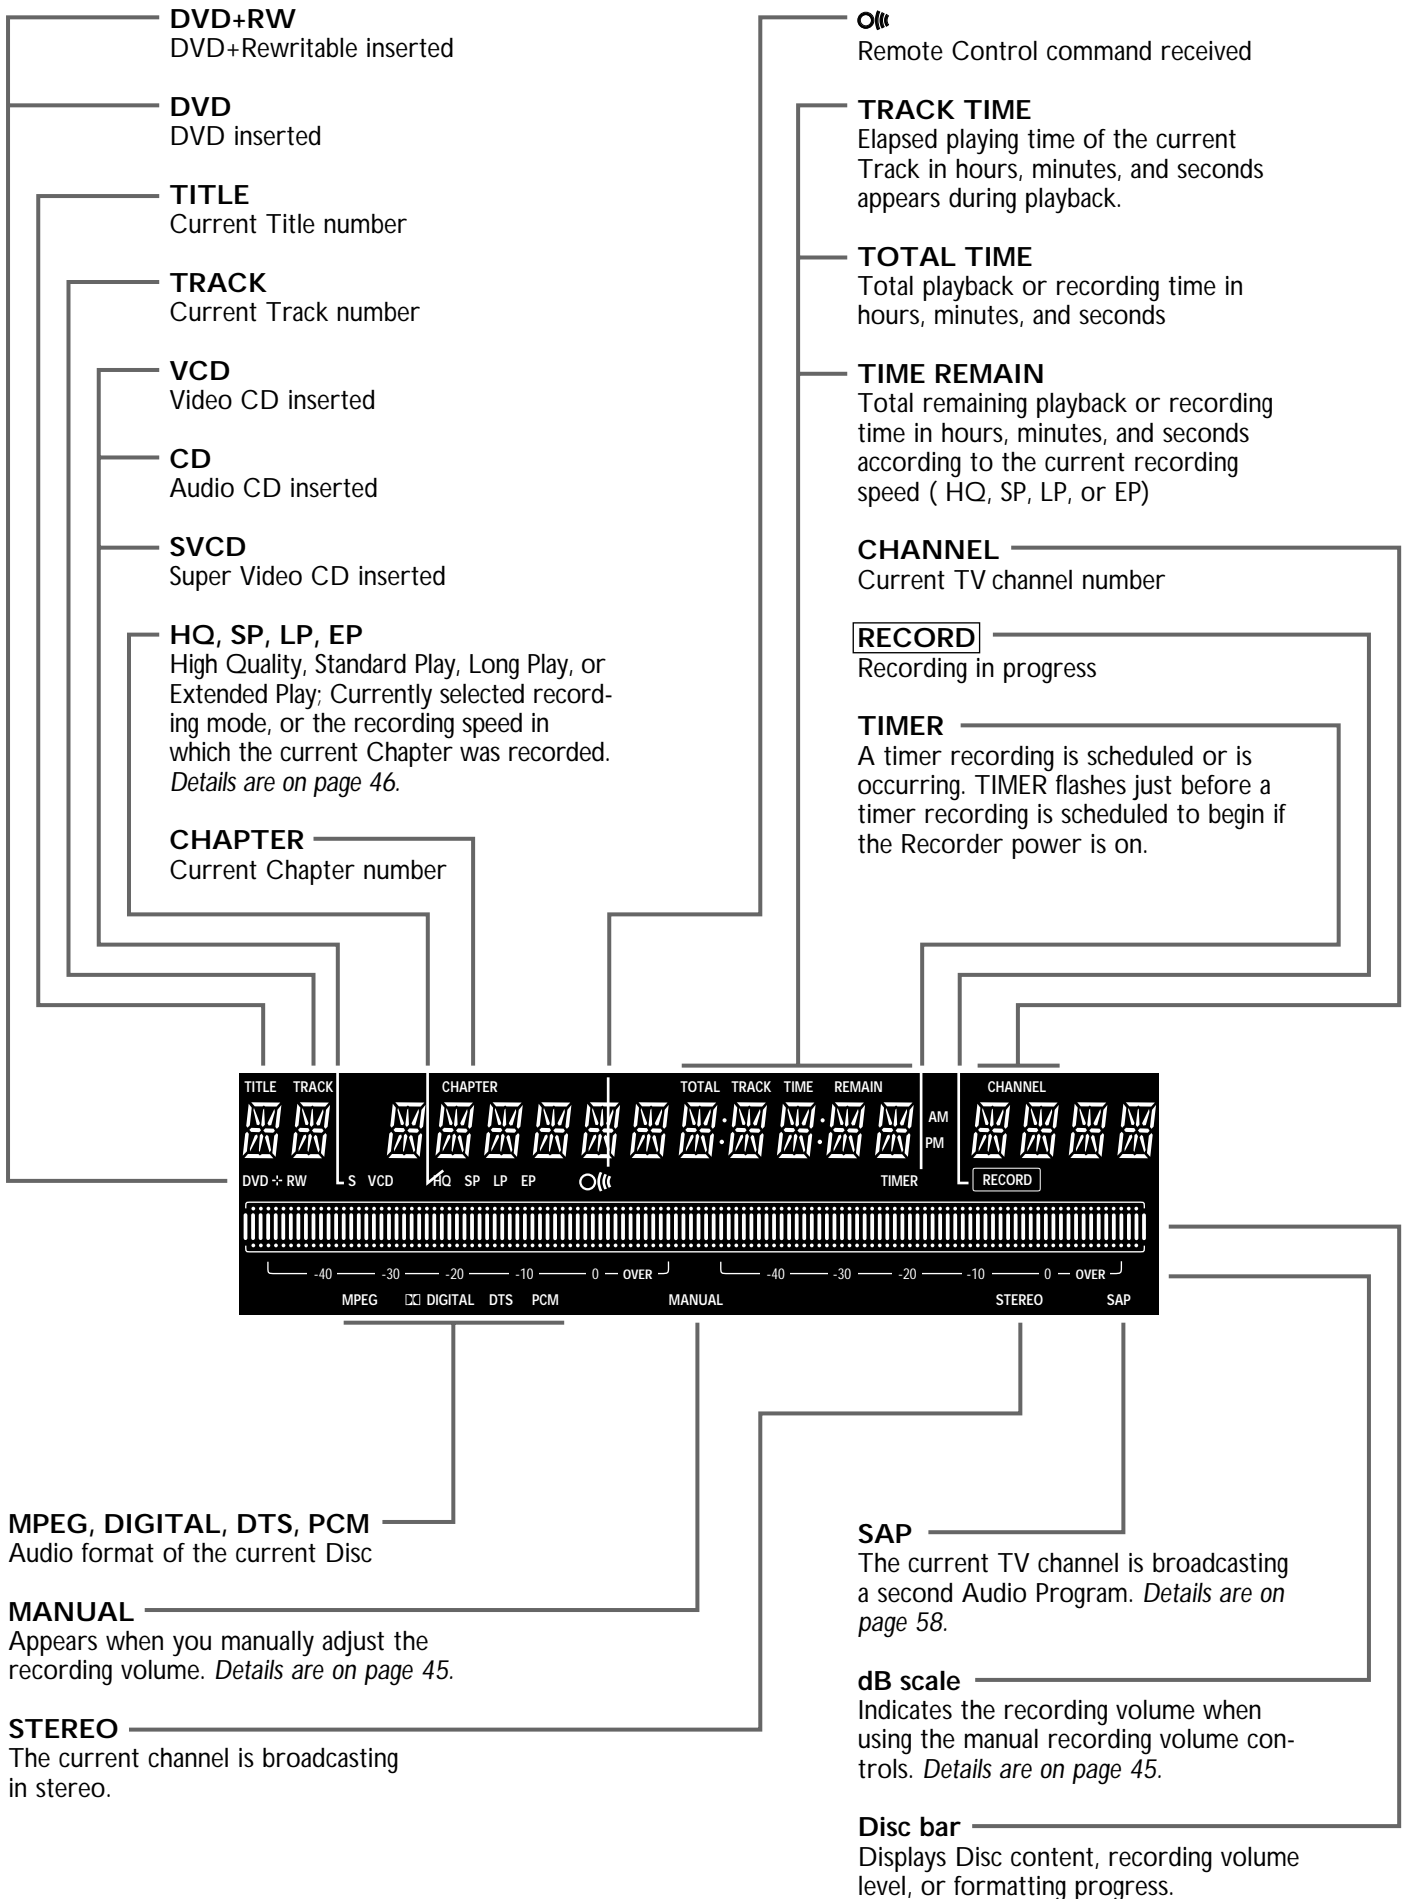 DVD+RW
DVD+Rewritable inserted
DVD
DVD inserted
TITLE
Current Title number
TRACK
Current Track number
VCD
Video CD inserted
CD
Audio CD inserted
SVCD
Super Video CD inserted
HQ, SP, LP, EP
High Quality, Standard Play, Long Play, or
Extended Play; Currently selected record-
ing mode, or the recording speed in
which the current Chapter was recorded.
Details are on page 46.
CHAPTER
Current Chapter number
Remote Control command received
TRACK TIME
Elapsed playing time of the current
Track in hours, minutes, and seconds
appears during playback.
TOTAL TIME
Total playback or recording time in
hours, minutes, and seconds
TIME REMAIN
Total remaining playback or recording
time in hours, minutes, and seconds
according to the current recording
speed ( HQ, SP, LP, or EP)
CHANNEL
Current TV channel number
RECORD
Recording in progress
TIMER
A timer recording is scheduled or is
occurring. TIMER flashes just before a
timer recording is scheduled to begin if
the Recorder power is on.
TITLE TRACK CHAPTER TOTAL TRACK TIME REMAIN CHANNEL
AM
PM
DVD + RW S VCD HQ SP LP EP TIMER RECORD
-40 -30 -20 -10 0 OVER -40 -30 -20 -10 0 OVER
MPEG DIGITAL DTS PCM MANUAL STEREO SAP
MPEG, DIGITAL, DTS, PCM
Audio format of the current Disc
MANUAL
Appears when you manually adjust the
recording volume. Details are on page 45.
STEREO
The current channel is broadcasting
in stereo.
SAP
The current TV channel is broadcasting
a second Audio Program. Details are on
page 58.
dB scale
Indicates the recording volume when
using the manual recording volume con-
trols. Details are on page 45.
Disc bar
Displays Disc content, recording volume
level, or formatting progress.